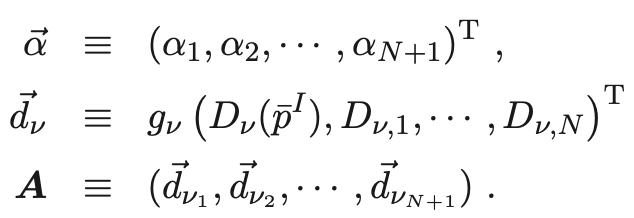 α⃗ ≡ (α₁, α₂, ⋯ , α_{N+1})ᵀ ,
d⃗_ν ≡ g_ν (D_ν(p̄ᴵ), D_{ν,1}, ⋯ , D_{ν,N})ᵀ
A ≡ (d⃗_{ν₁}, d⃗_{ν₂}, ⋯ , d⃗_{ν_{N+1}}) .